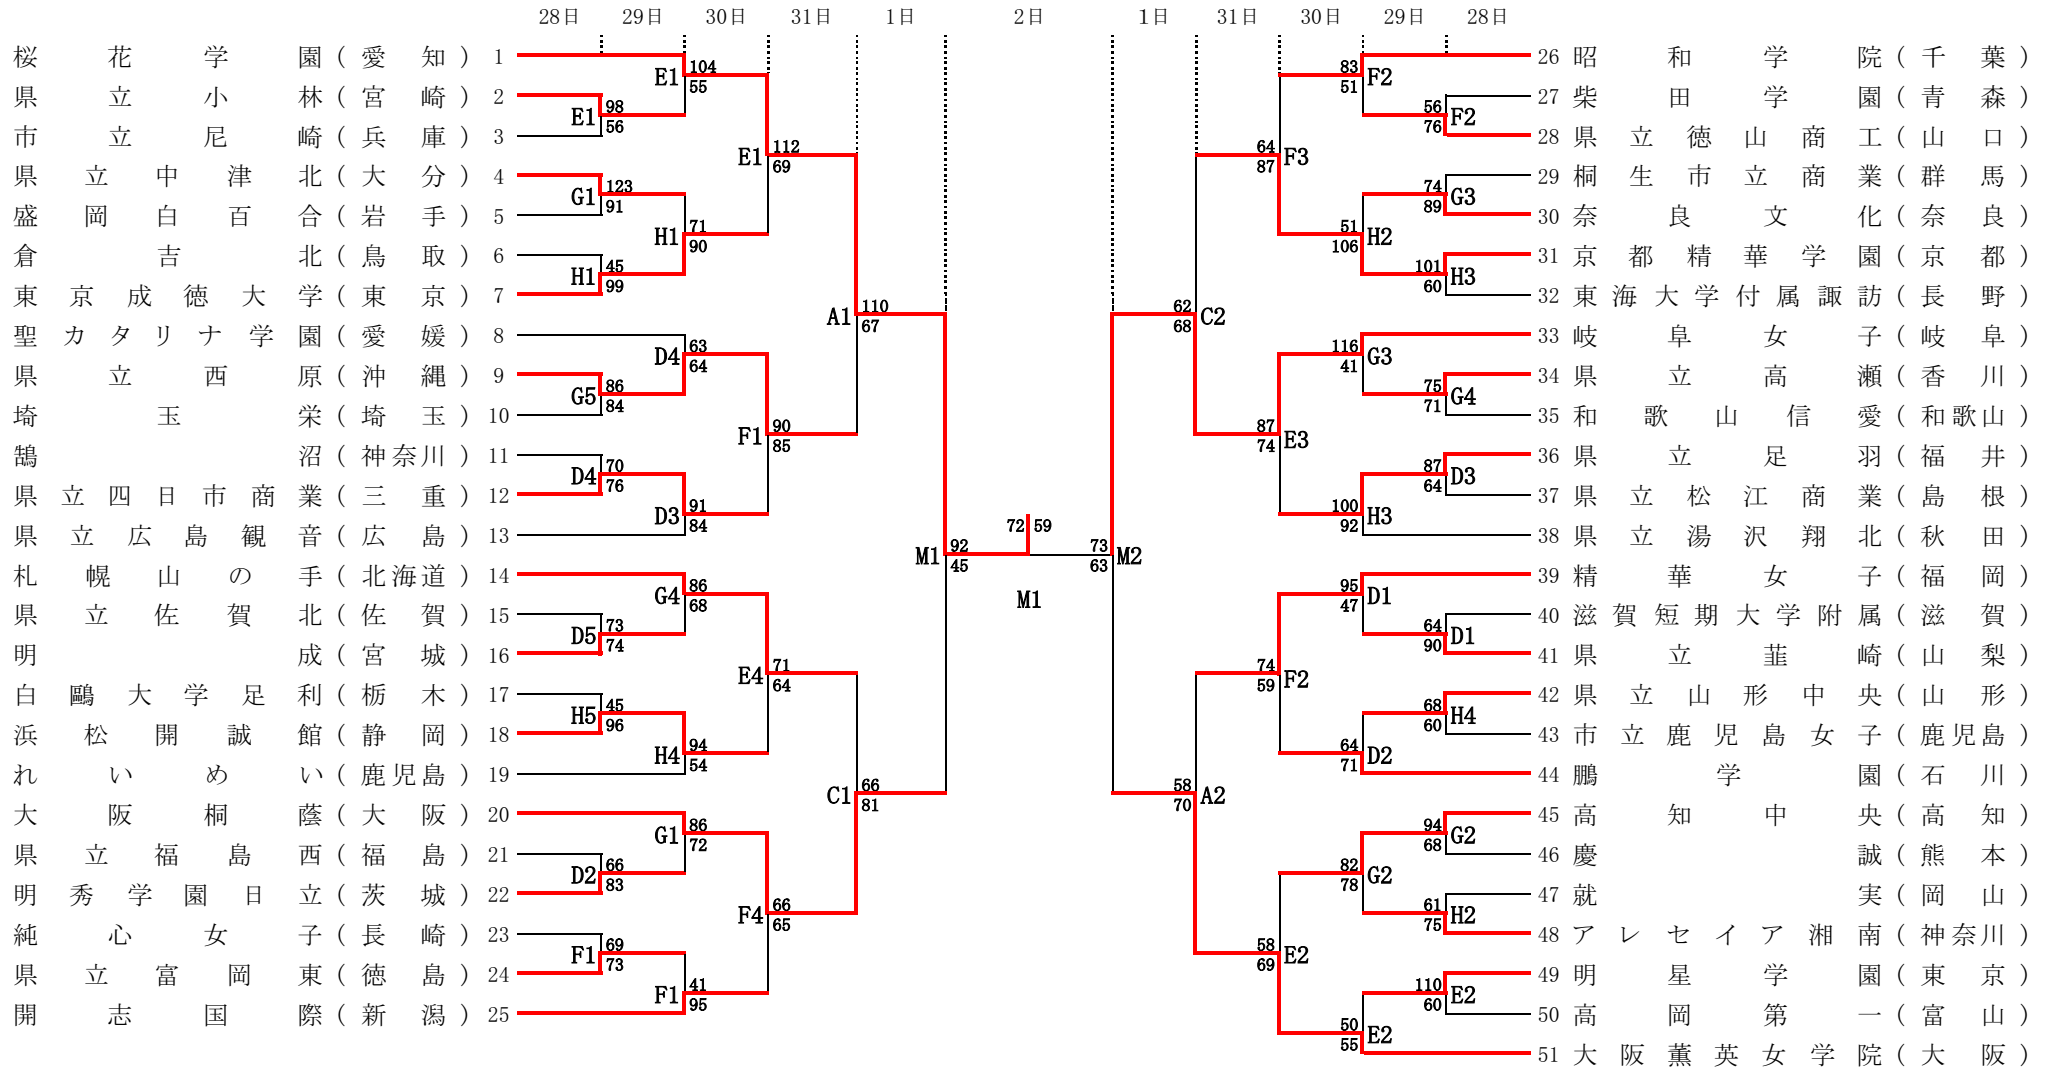 28日 29日 30日 31日 1日 2日 1日 31日 30日 29日 28日
桜花学園(愛知) 1
県立小林(宮崎) 2
市立尼崎(兵庫) 3
県立中津北(大分) 4
盛岡白百合(岩手) 5
倉吉北(鳥取) 6
東京成徳大学(東京) 7
聖カタリナ学園(愛媛) 8
県立西原(沖縄) 9
埼玉栄(埼玉) 10
鵠沼(神奈川) 11
県立四日市商業(三重) 12
県立広島観音(広島) 13
札幌山の手(北海道) 14
県立佐賀北(佐賀) 15
明成(宮城) 16
白鷗大学足利(栃木) 17
浜松開誠館(静岡) 18
れいめい(鹿児島) 19
大阪桐蔭(大阪) 20
県立福島西(福島) 21
明秀学園日立(茨城) 22
純心女子(長崎) 23
県立富岡東(徳島) 24
開志国際(新潟) 25
E1 98 56
G1 123 91
H1 45 99
G5 86 84
D4 70 76
D5 73 74
H5 45 96
D2 66 83
F1 69 73
E1 104 55
H1 71 90
D4 63 64
D3 91 84
G4 86 68
H4 94 54
G1 86 72
F1 41 95
E1 112 69
F1 90 85
E4 71 64
F4 66 65
A1 110 67
C1 66 81
M1 92 45
72 59
M1
73 M2
63
62 C2
68
58 A2
70
64 F3
87
87 E3
74
74 F2
59
58 E2
69
83 F2
51
51 H2
106
116 G3
41
100 H3
92
95 D1
47
64 D2
71
82 G2
78
50 E2
55
56 F2
76
74 G3
89
101 H3
60
75 G4
71
87 D3
64
64 D1
90
68 H4
60
94 G2
68
61 H2
75
110 E2
60
26 昭和学院(千葉)
27 柴田学園(青森)
28 県立徳山商工(山口)
29 桐生市立商業(群馬)
30 奈良文化(奈良)
31 京都精華学園(京都)
32 東海大学付属諏訪(長野)
33 岐阜女子(岐阜)
34 県立高瀬(香川)
35 和歌山信愛(和歌山)
36 県立足羽(福井)
37 県立松江商業(島根)
38 県立湯沢翔北(秋田)
39 精華女子(福岡)
40 滋賀短期大学附属(滋賀)
41 県立韮崎(山梨)
42 県立山形中央(山形)
43 市立鹿児島女子(鹿児島)
44 鵬学園(石川)
45 高知中央(高知)
46 慶誠(熊本)
47 就実(岡山)
48 アレセイア湘南(神奈川)
49 明星学園(東京)
50 高岡第一(富山)
51 大阪薫英女学院(大阪)